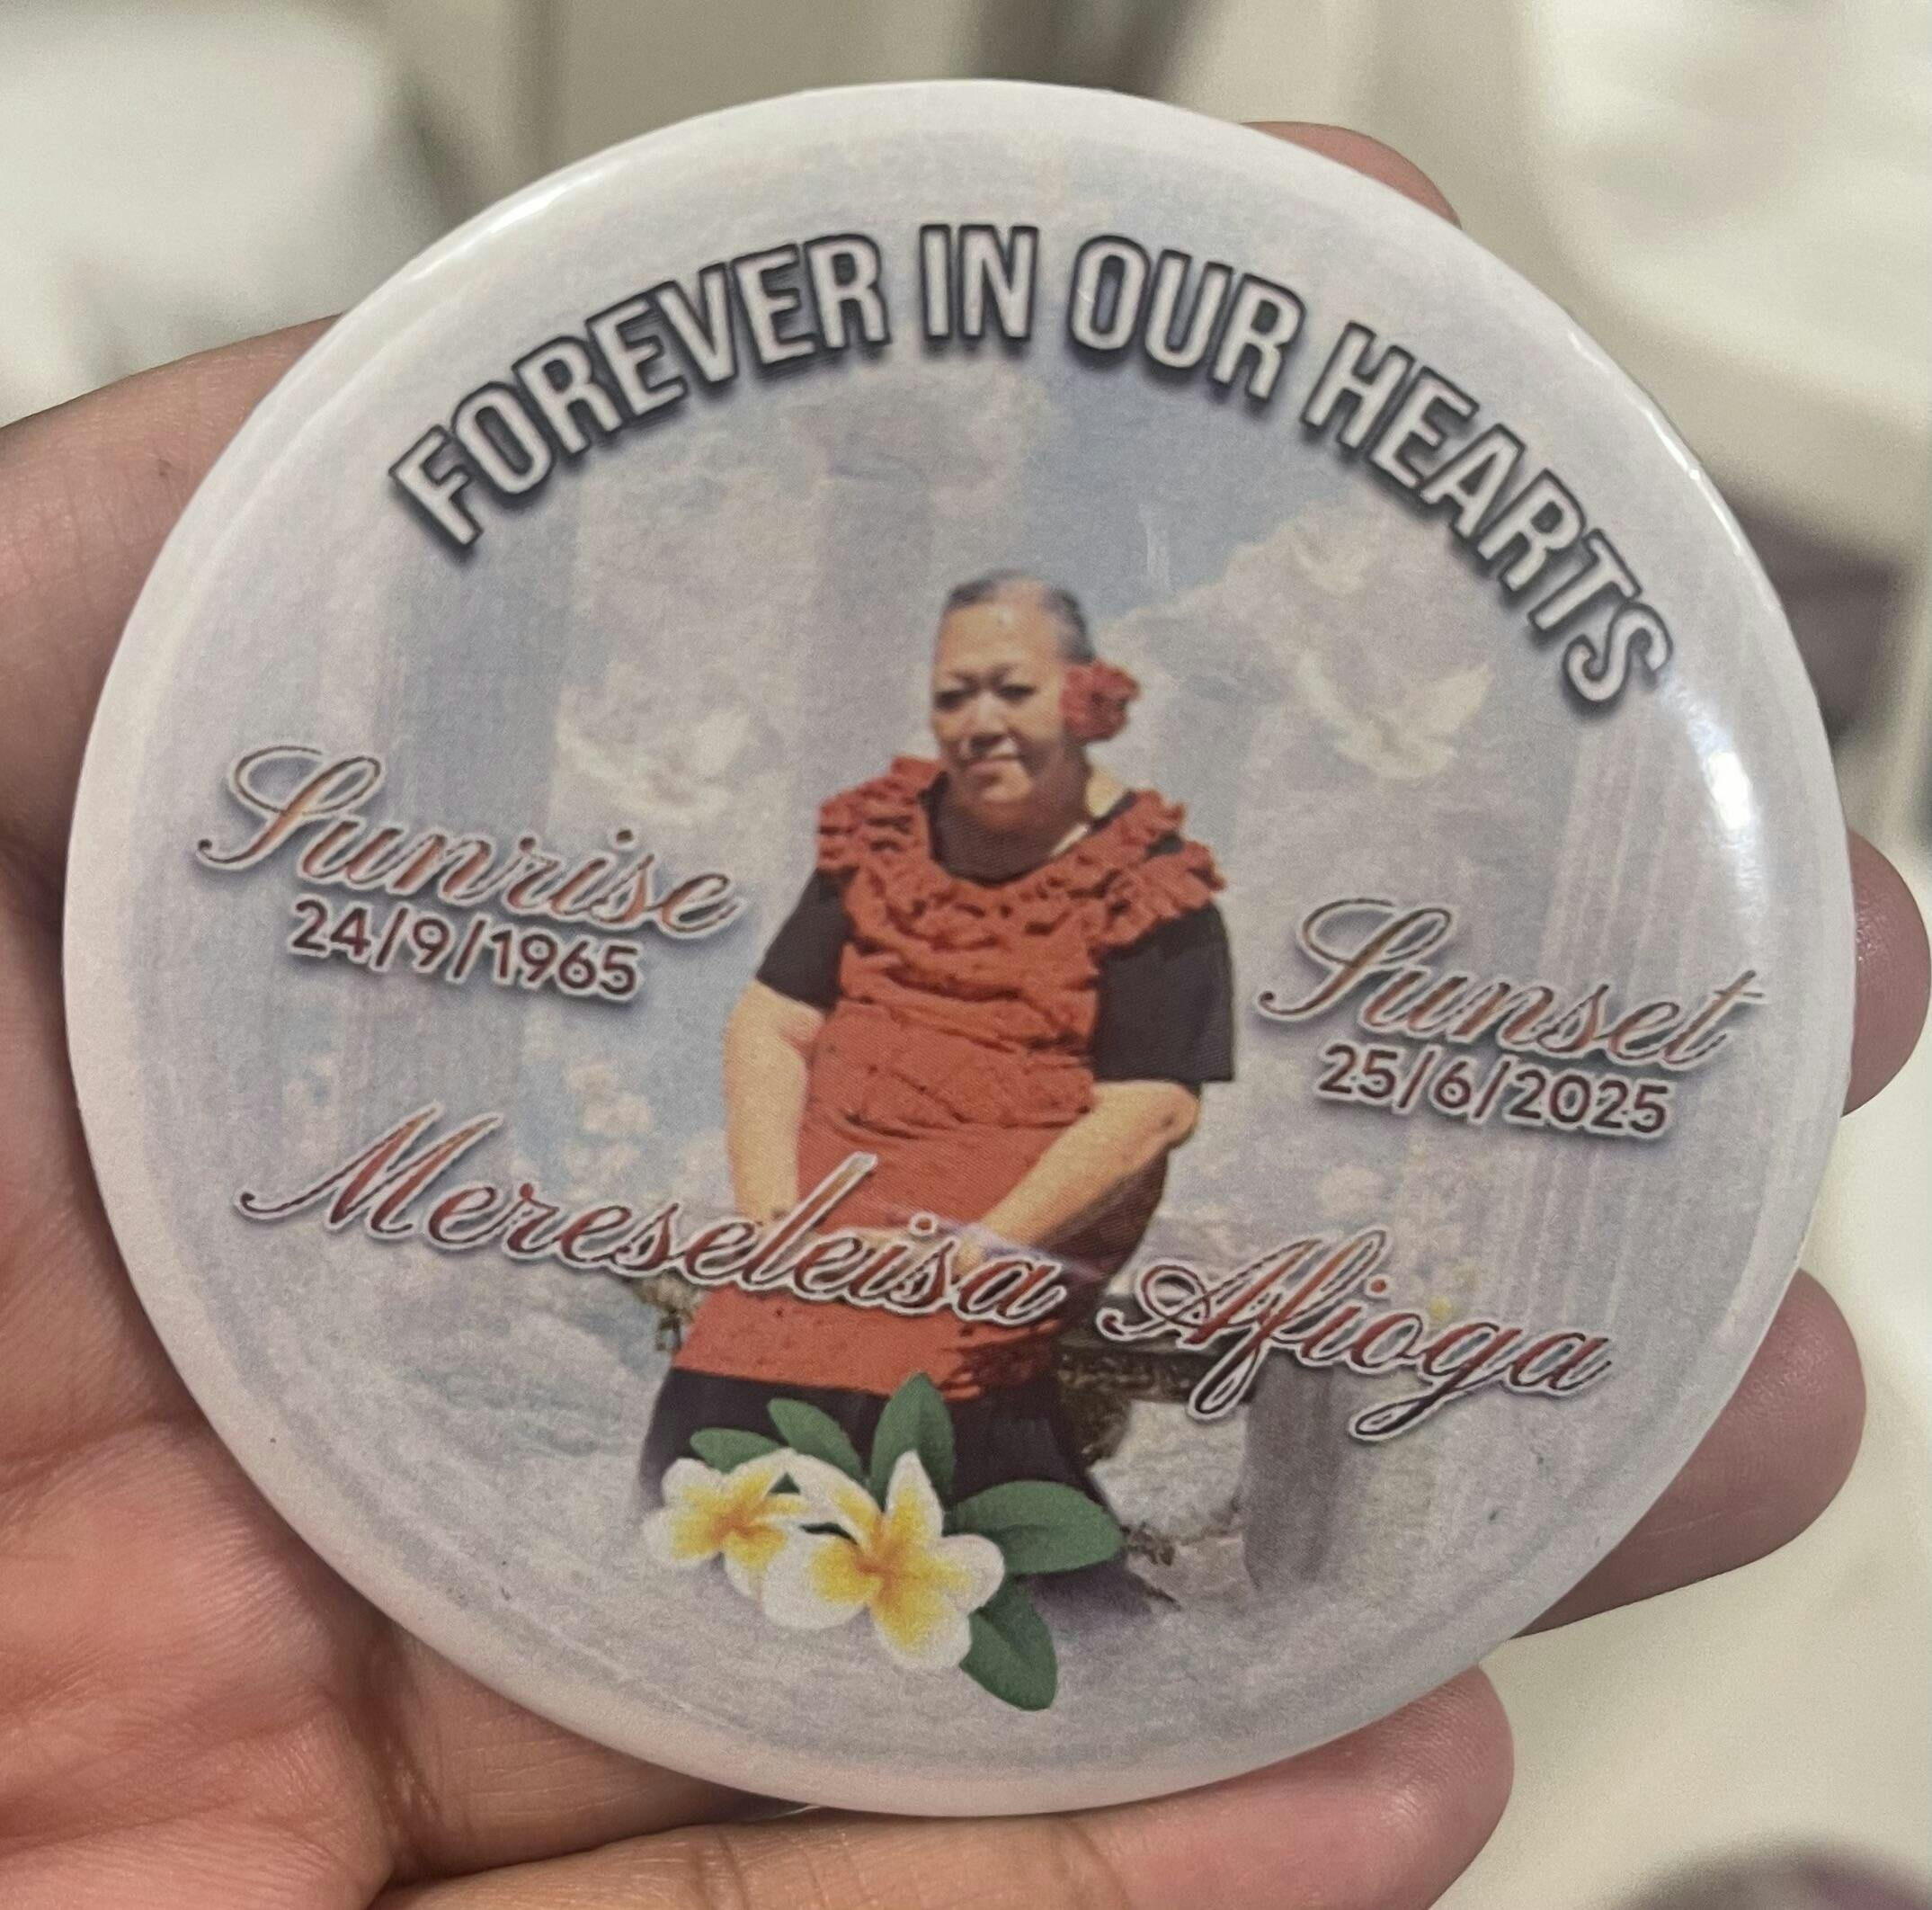 FOREVER IN OUR HEARTS
Sunrise
24/9/1965
Sunset
25/6/2025
Mereseleisa Afioga